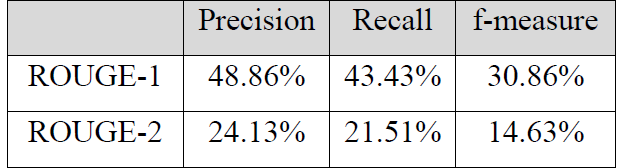 Precision Recall f-measure
ROUGE-1 48.86% 43.43% 30.86%
ROUGE-2 24.13% 21.51% 14.63%